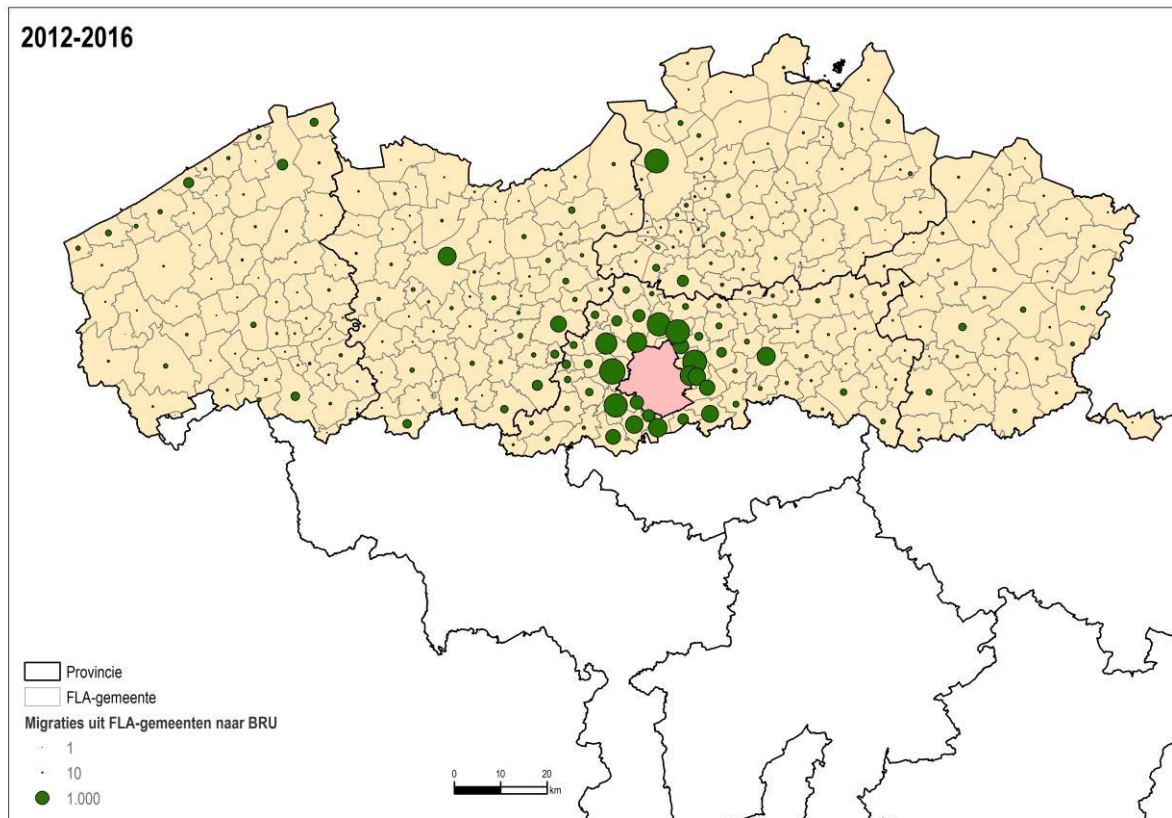 2012-2016
Provincie
FLA-gemeente
Migraties uit FLA-gemeenten naar BRU
1
10
1.000
0 10 20
km